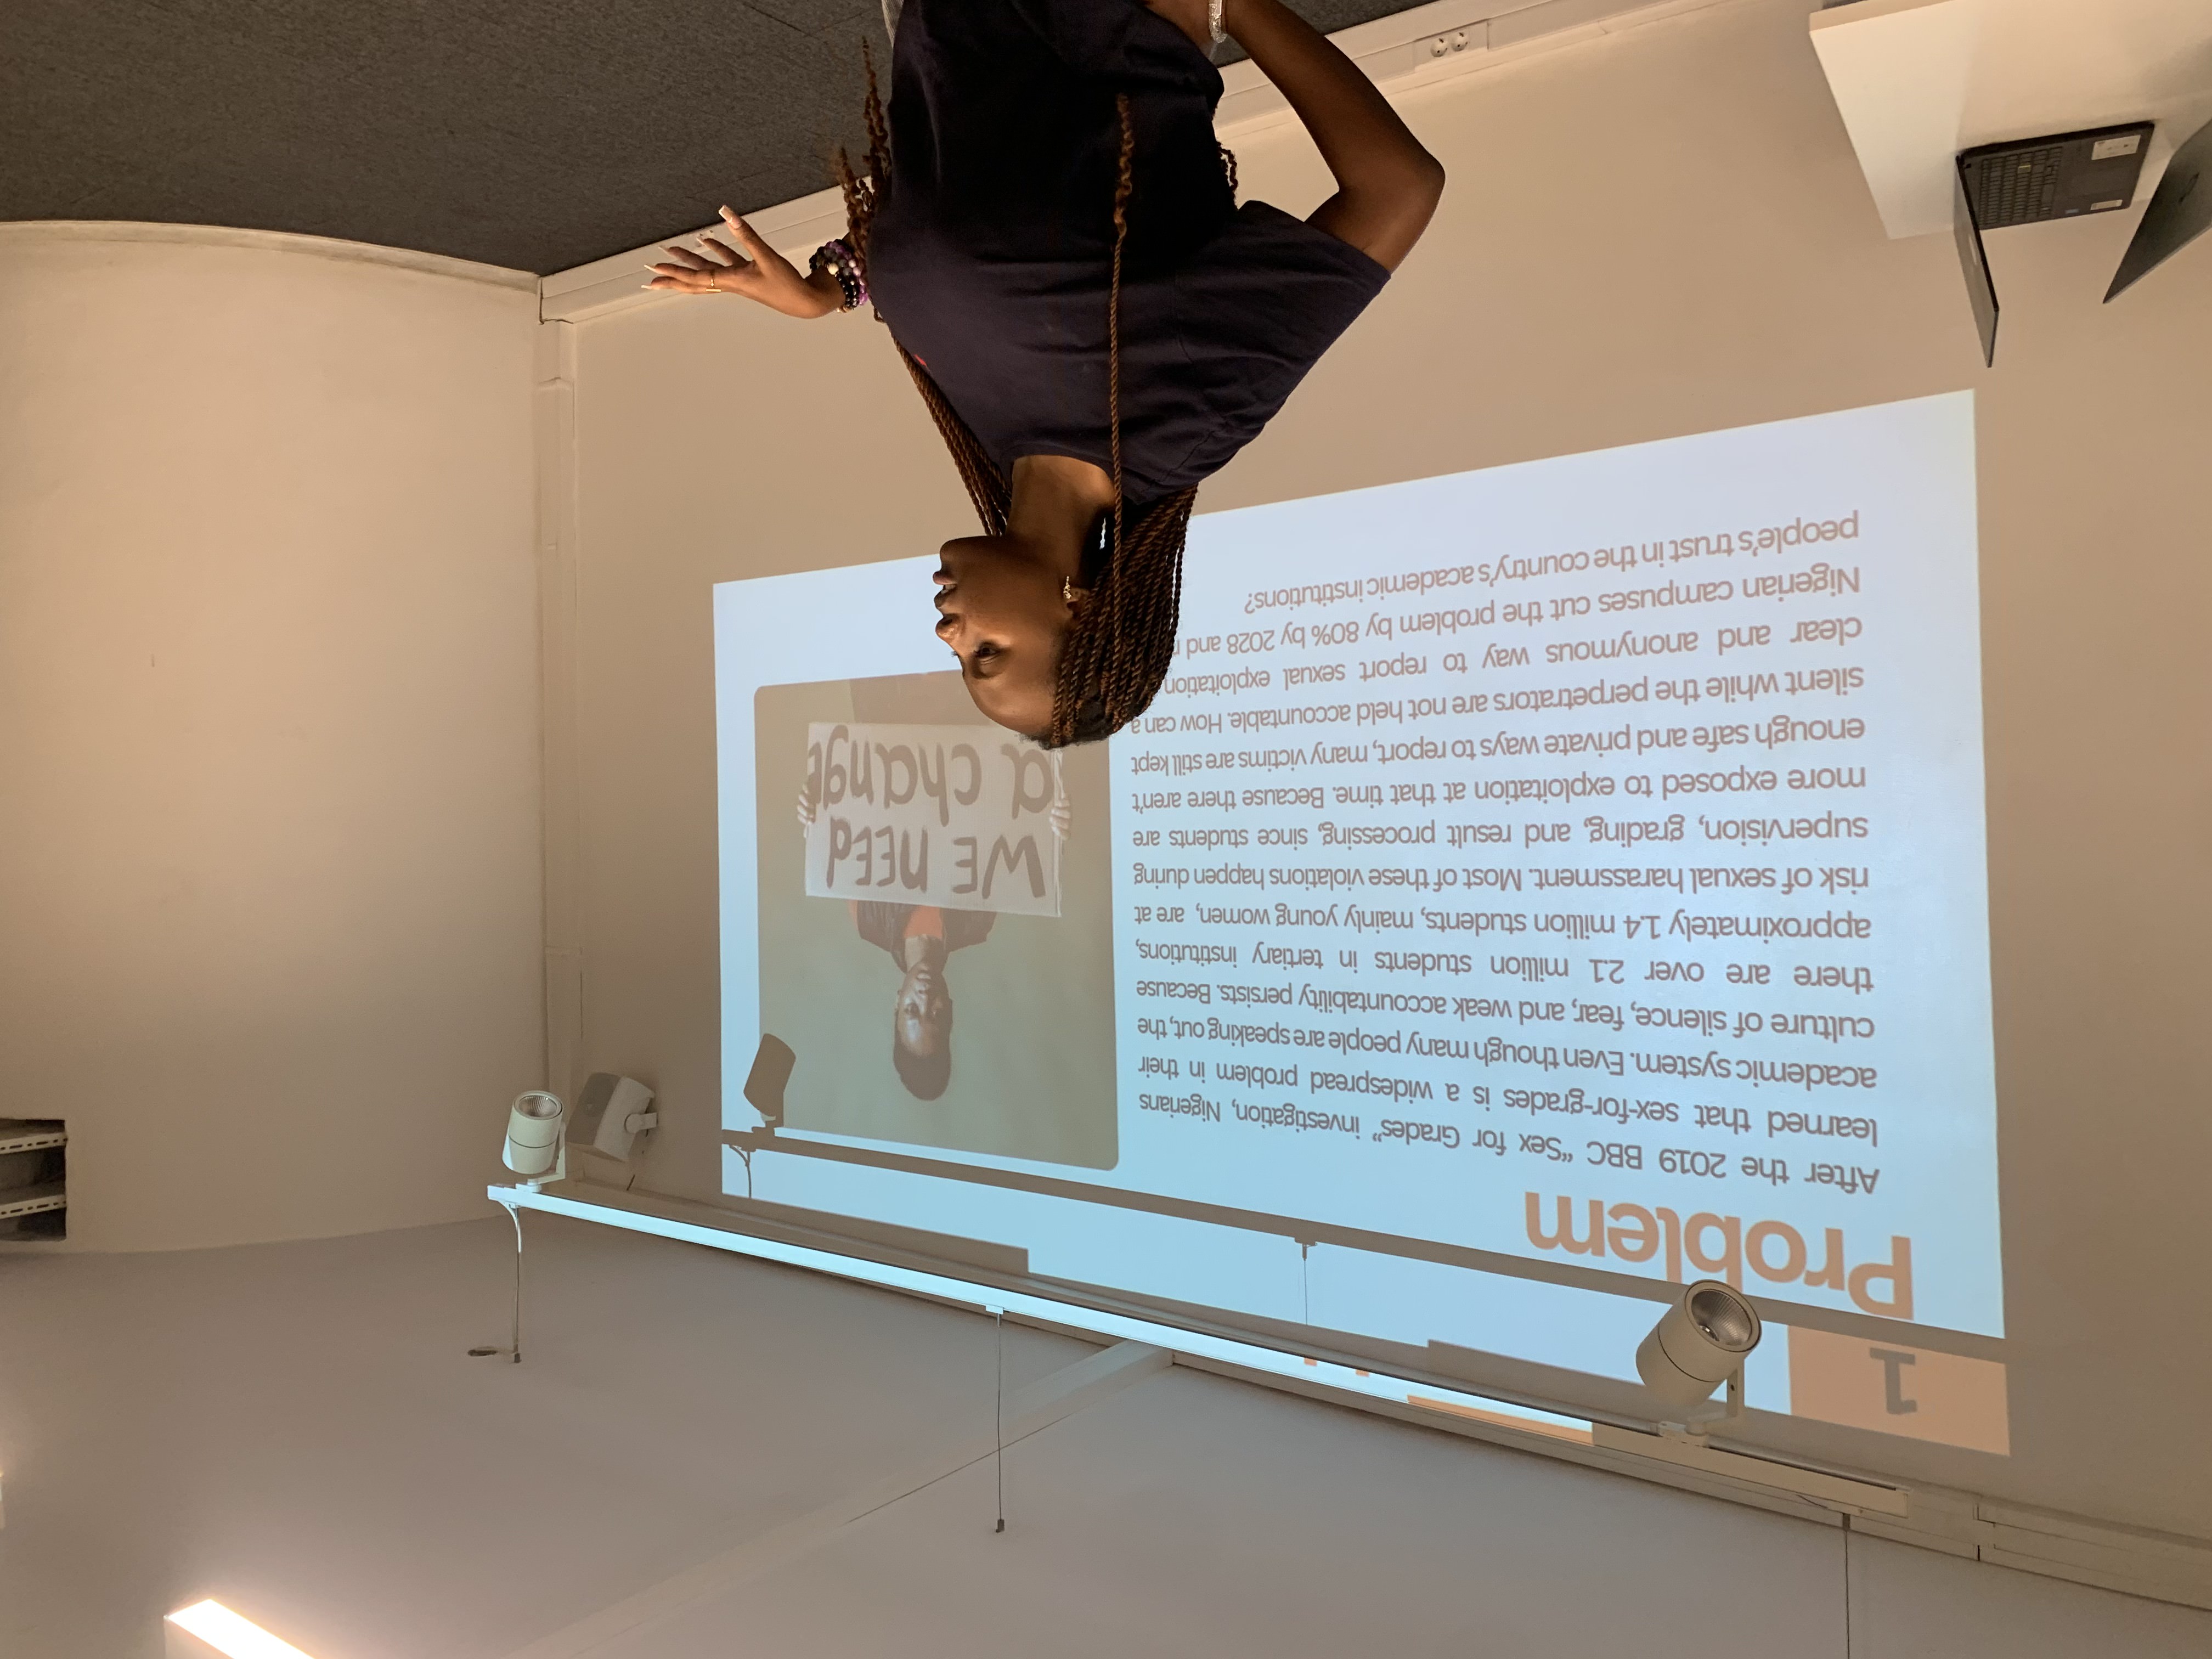 1
Problem
After the 2019 BBC “Sex for Grades” investigation, Nigerians
learned that sex-for-grades is a widespread problem in their
academic system. Even though many people are speaking out, the
culture of silence, fear, and weak accountability persists. Because
there are over 2.1 million students in tertiary institutions,
approximately 1.4 million students, mainly young women, are at
risk of sexual harassment. Most of these violations happen during
supervision, grading, and result processing, since students are
more exposed to exploitation at that time. Because there aren’t
enough safe and private ways to report, many victims are still kept
silent while the perpetrators are not held accountable. How can a
clear and anonymous way to report sexual exploitation
Nigerian campuses cut the problem by 80% by 2028 and
people’s trust in the country’s academic institutions?
WE NEEd
a change